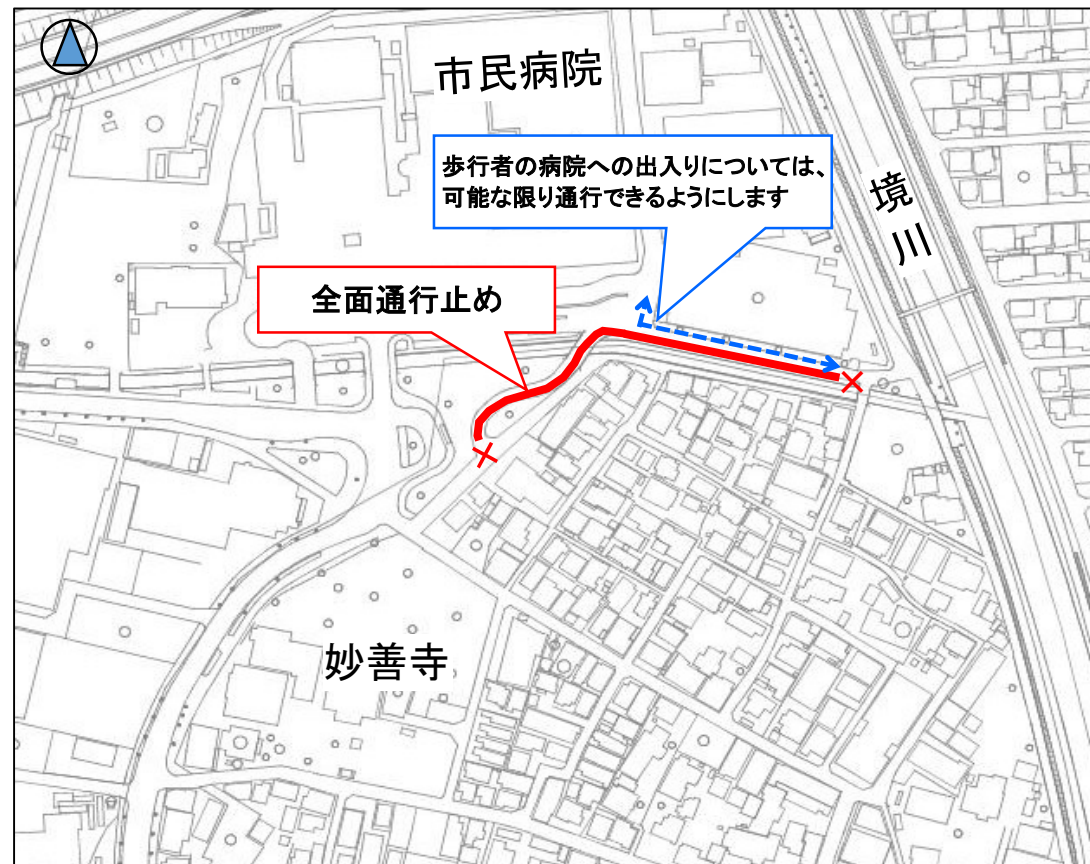 市民病院
歩行者の病院への出入りについては、
可能な限り通行できるようにします
境川
全面通行止め
妙善寺